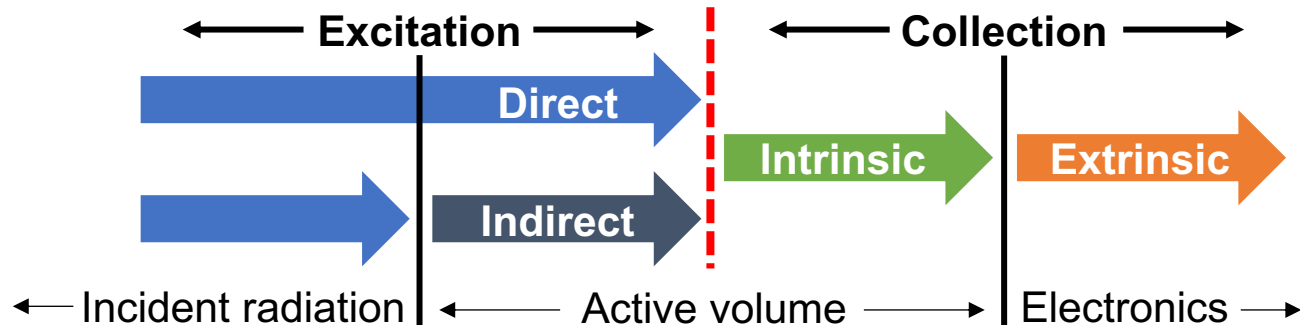 Excitation
Collection
Direct
Intrinsic
Extrinsic
Indirect
Incident radiation
Active volume
Electronics